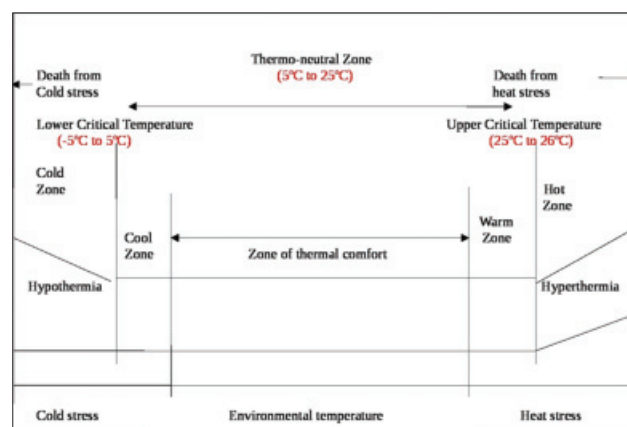 Thermo-neutral Zone
(5ºC to 25ºC)
Death from
Cold stress
Death from
heat stress
Lower Critical Temperature
(-5ºC to 5ºC)
Upper Critical Temperature
(25ºC to 26ºC)
Cold
Zone
Hot
Zone
Cool
Zone
Zone of thermal comfort
Warm
Zone
Hypothermia
Hyperthermia
Cold stress
Environmental temperature
Heat stress